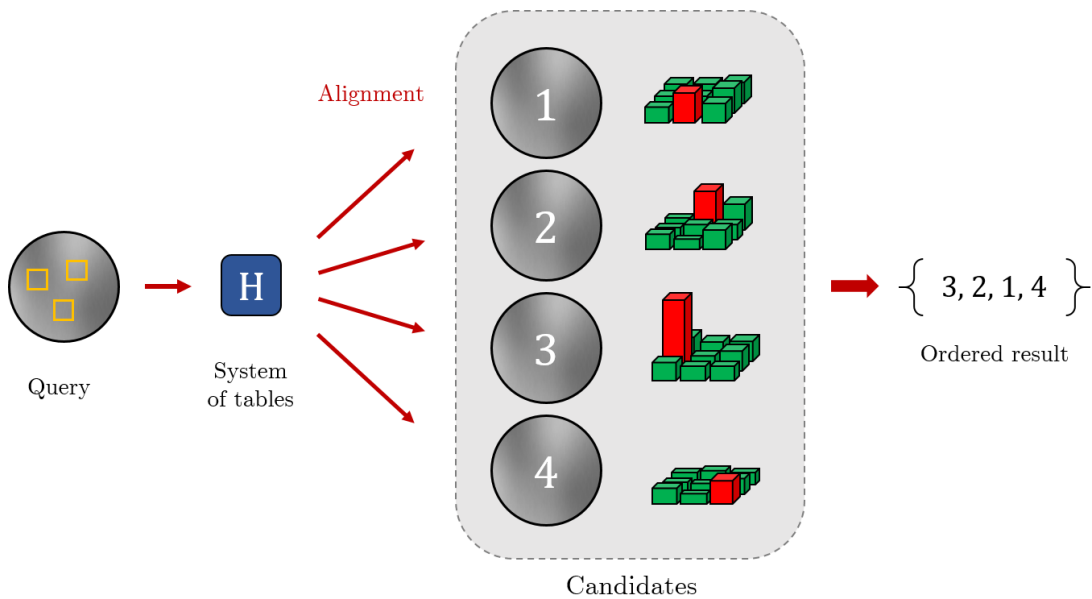 Alignment
1
2
3
4
H
{ 3, 2, 1, 4 }
Query
System
of tables
Ordered result
Candidates